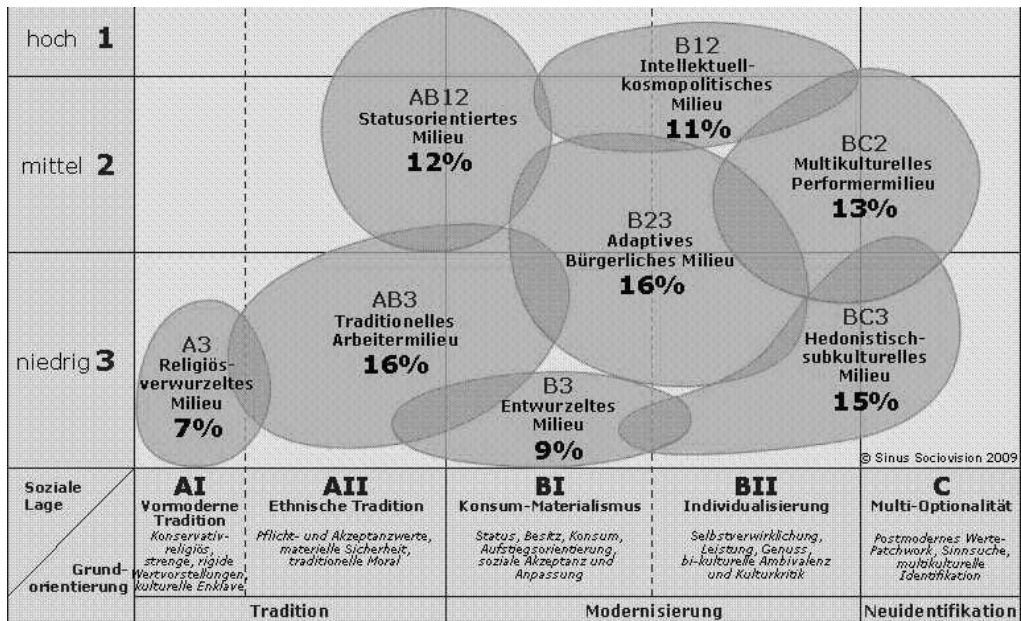 hoch 1
mittel 2
niedrig 3
AB12
Statusorientiertes
Milieu
12%
B12
Intellektuell-
kosmopolitisches
Milieu
11%
BC2
Multikulturelles
Performermilieu
13%
B23
Adaptives
Bürgerliches Milieu
16%
AB3
Traditionelles
Arbeitermilieu
16%
A3
Religiös-
verwurzeltes
Milieu
7%
B3
Entwurzeltes
Milieu
9%
BC3
Hedonistisch-
subkulturelles
Milieu
15%
© Sinus Sociovision 2009
Soziale
Lage
Grund-
orientierung
AI
Vormoderne
Tradition
Konservativ-
religiös,
strenge, rigide
Wertvorstellungen,
kulturelle Enklave
AII
Ethnische Tradition
Pflicht- und Akzeptanzwerte,
materielle Sicherheit,
traditionelle Moral
BI
Konsum-Materialismus
Status, Besitz, Konsum,
Aufstiegsorientierung,
soziale Akzeptanz und
Anpassung
BII
Individualisierung
Selbstverwirklichung,
Leistung, Genuss,
bi-kulturelle Ambivalenz
und Kulturkritik
C
Multi-Optionalität
Postmodernes Werte-
Patchwork, Sinnsuche,
multikulturelle
Identifikation
Tradition
Modernisierung
Neuidentifikation